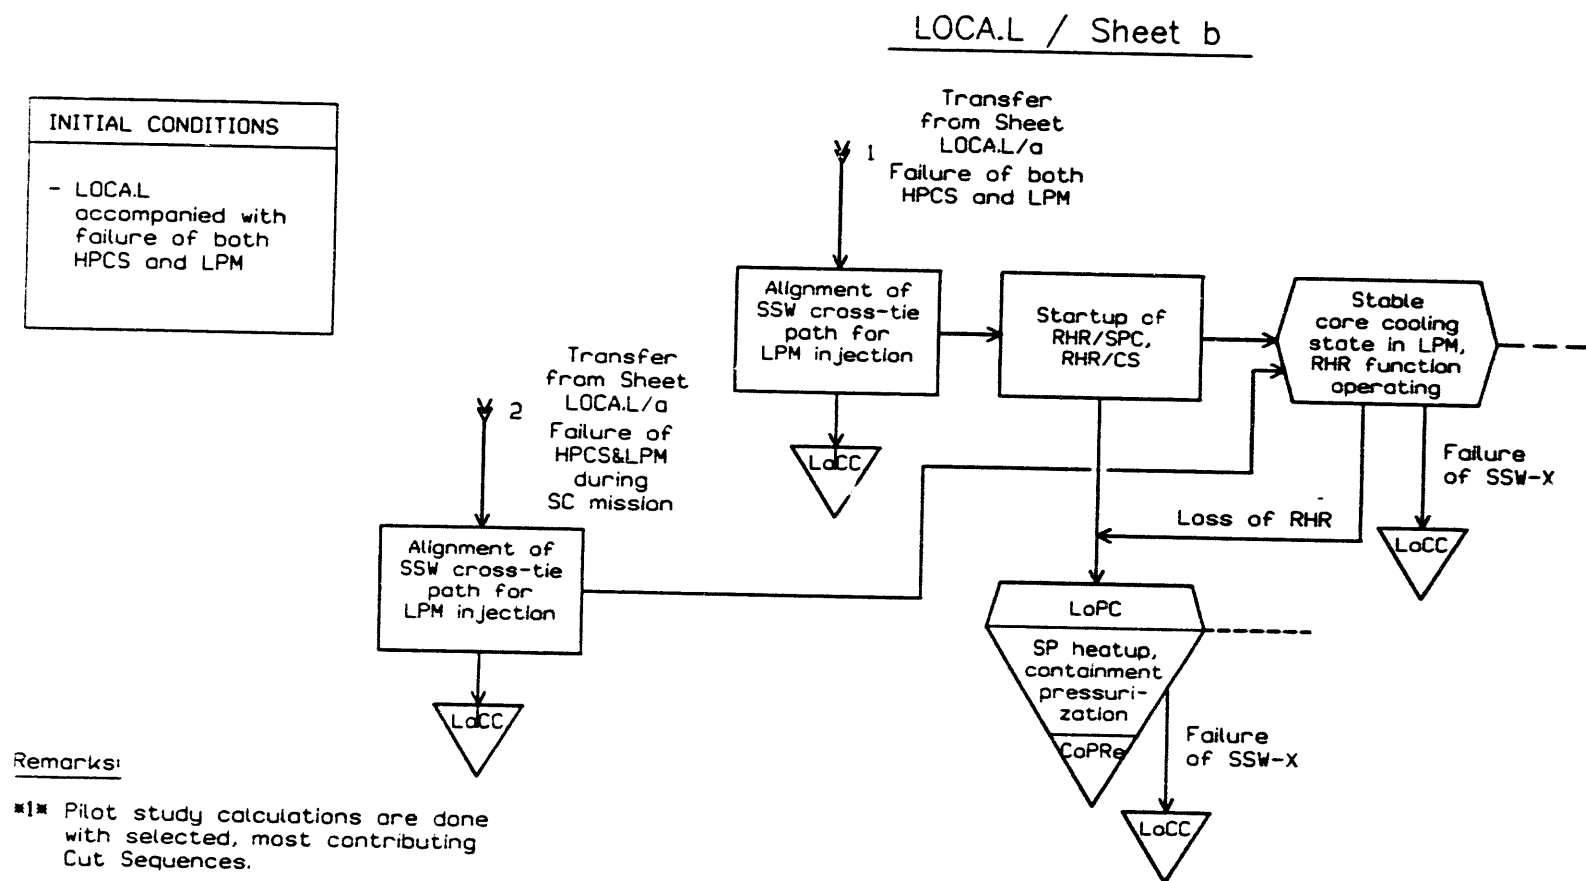 LOCA.L / Sheet b
INITIAL CONDITIONS
- LOCA.L
accompanied with
failure of both
HPCS and LPM
Transfer
from Sheet
LOCA.L/a
Failure of both
HPCS and LPM
1
Alignment of
SSW cross-tie
path for
LPM injection
Startup of
RHR/SPC,
RHR/CS
Stable
core cooling
state in LPM,
RHR function
operating
LoCC
Failure
of SSW-X
LoCC
Loss of RHR
Transfer
from Sheet
LOCA.L/a
Failure of
HPCS&LPM
during
SC mission
2
Alignment of
SSW cross-tie
path for
LPM injection
LoCC
LoPC
SP heatup,
containment
pressuri-
zation
CoPRe
Failure
of SSW-X
LoCC
Remarks:
*1* Pilot study calculations are done
with selected, most contributing
Cut Sequences.